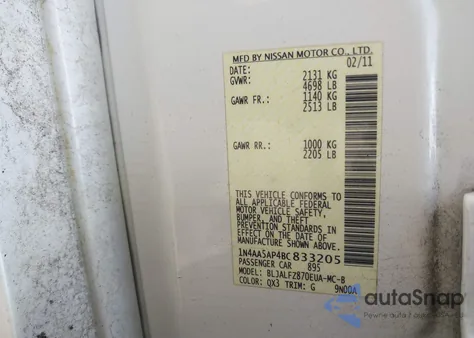 MFD BY NISSAN MOTOR CO., LTD.
DATE: 02/11
GVWR: 2131 KG
4698 LB
GAWR FR.: 1140 KG
2513 LB
GAWR RR.: 1000 KG
2205 LB
THIS VEHICLE CONFORMS TO
ALL APPLICABLE FEDERAL
MOTOR VEHICLE SAFETY,
BUMPER, AND THEFT
PREVENTION STANDARDS IN
EFFECT ON THE DATE OF
MANUFACTURE SHOWN ABOVE.
1N4AA5AP4BC833205
PASSENGER CAR 895
MODEL: BLJALFZ870EUA-MC-B
COLOR: QX3 TRIM: G 9N00A
autoSnap